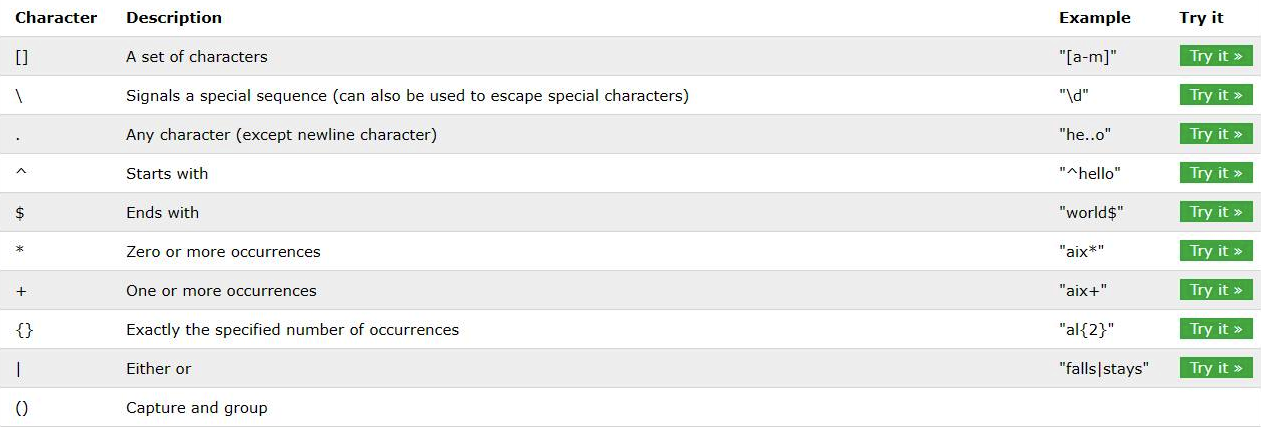 Character Description Example Try it
[] A set of characters "[a-m]" Try it »
\ Signals a special sequence (can also be used to escape special characters) "\d" Try it »
. Any character (except newline character) "he..o" Try it »
^ Starts with "^hello" Try it »
$ Ends with "world$" Try it »
* Zero or more occurrences "aix*" Try it »
+ One or more occurrences "aix+" Try it »
{} Exactly the specified number of occurrences "al{2}" Try it »
| Either or "falls|stays" Try it »
() Capture and group